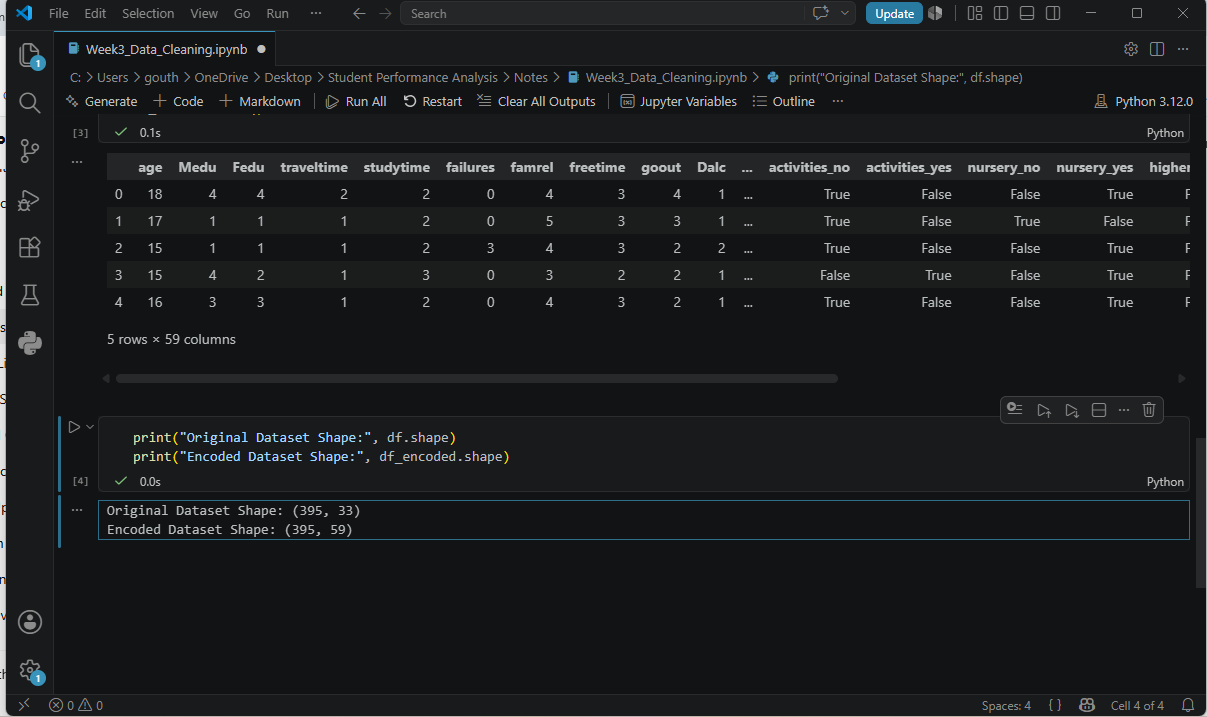 File Edit Selection View Go Run ··· Search Update
Week3_Data_Cleaning.ipynb
C: > Users > gouth > OneDrive > Desktop > Student Performance Analysis > Notes > Week3_Data_Cleaning.ipynb > print("Original Dataset Shape:", df.shape)
Generate + Code + Markdown Run All Restart Clear All Outputs Jupyter Variables Outline ··· Python 3.12.0
[3] 0.1s Python
age Medu Fedu traveltime studytime failures famrel freetime goout Dalc ... activities_no activities_yes nursery_no nursery_yes higher
0 18 4 4 2 2 0 4 3 4 1 ... True False False True F
1 17 1 1 1 2 0 5 3 3 1 ... True False True False F
2 15 1 1 1 2 3 4 3 2 2 ... True False False True F
3 15 4 2 1 3 0 3 2 2 1 ... False True False True F
4 16 3 3 1 2 0 4 3 2 1 ... True False False True F
5 rows × 59 columns
print("Original Dataset Shape:", df.shape)
print("Encoded Dataset Shape:", df_encoded.shape)
[4] 0.0s Python
Original Dataset Shape: (395, 33)
Encoded Dataset Shape: (395, 59)
1
1
0 0 Spaces: 4 { } Cell 4 of 4